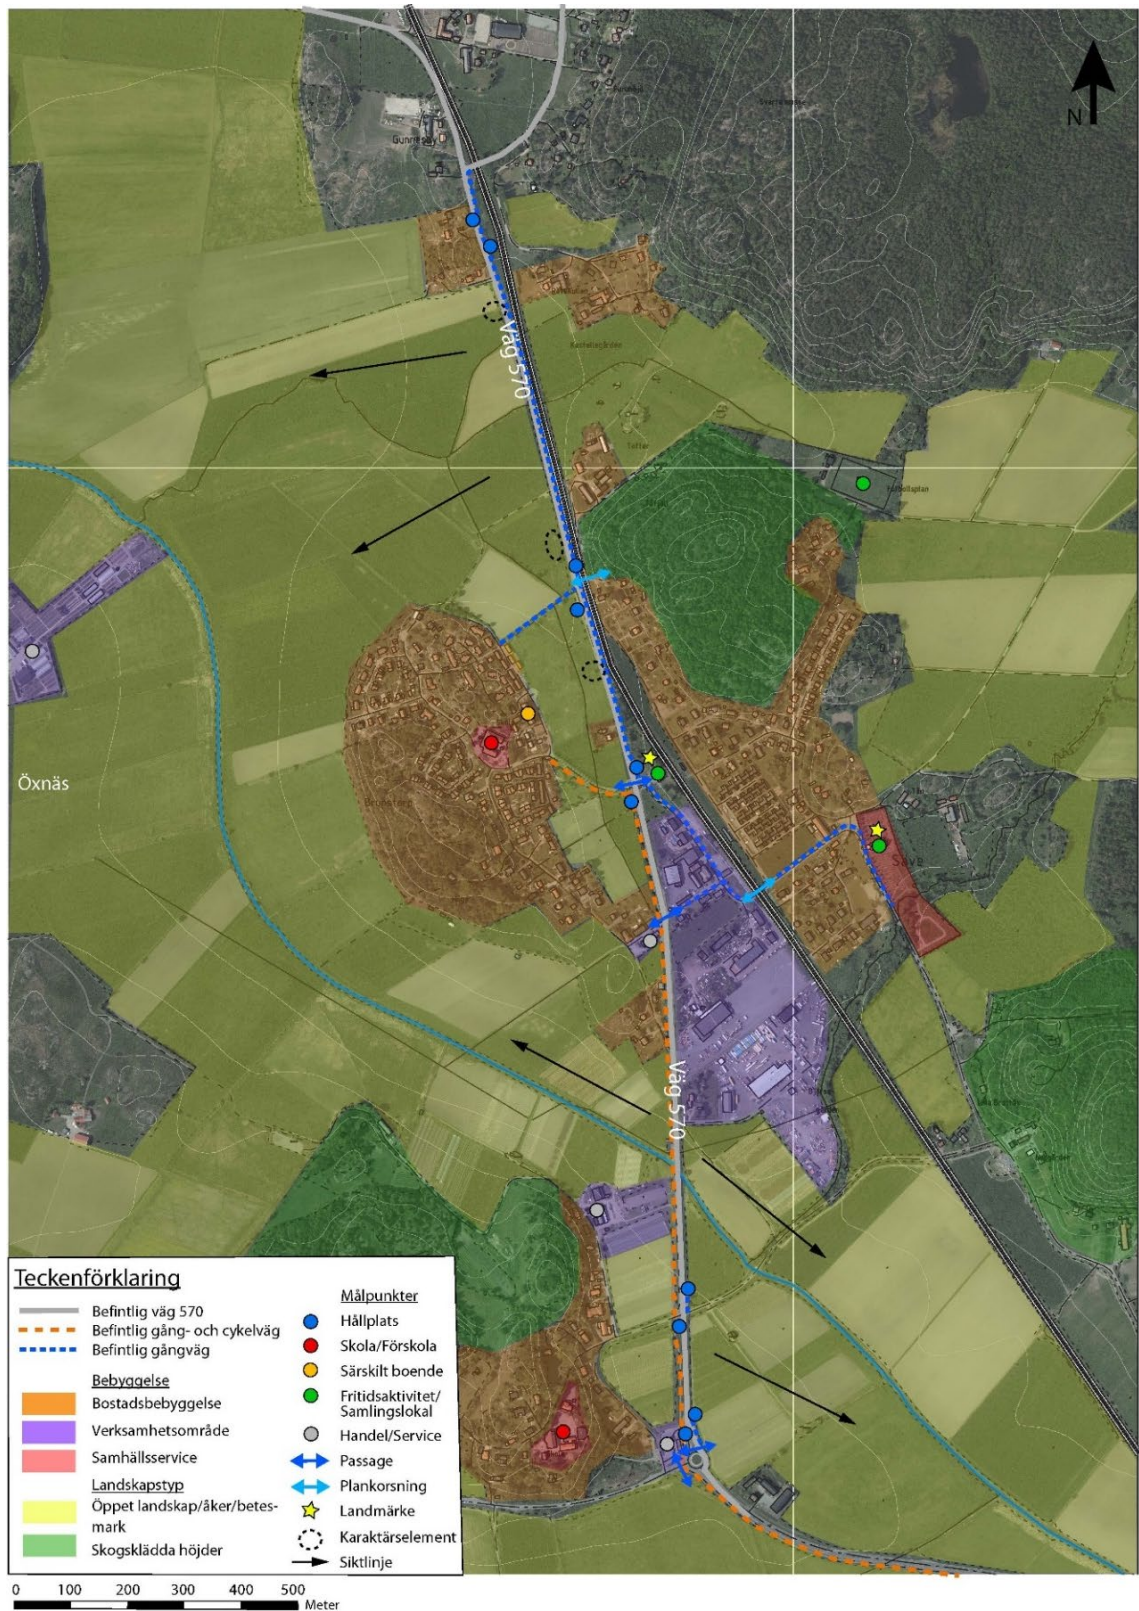 N
Gunnesby
Väg 570
Öxnäs
Säve
Väg 570
Teckenförklaring
Befintlig väg 570
Befintlig gång- och cykelväg
Befintlig gångväg
Bebyggelse
Bostadsbebyggelse
Verksamhetsområde
Samhällsservice
Landskapstyp
Öppet landskap/åker/betes-
mark
Skogsklädda höjder
Målpunkter
Hållplats
Skola/Förskola
Särskilt boende
Fritidsaktivitet/
Samlingslokal
Handel/Service
Passage
Plankorsning
Landmärke
Karaktärselement
Siktlinje
0 100 200 300 400 500
Meter